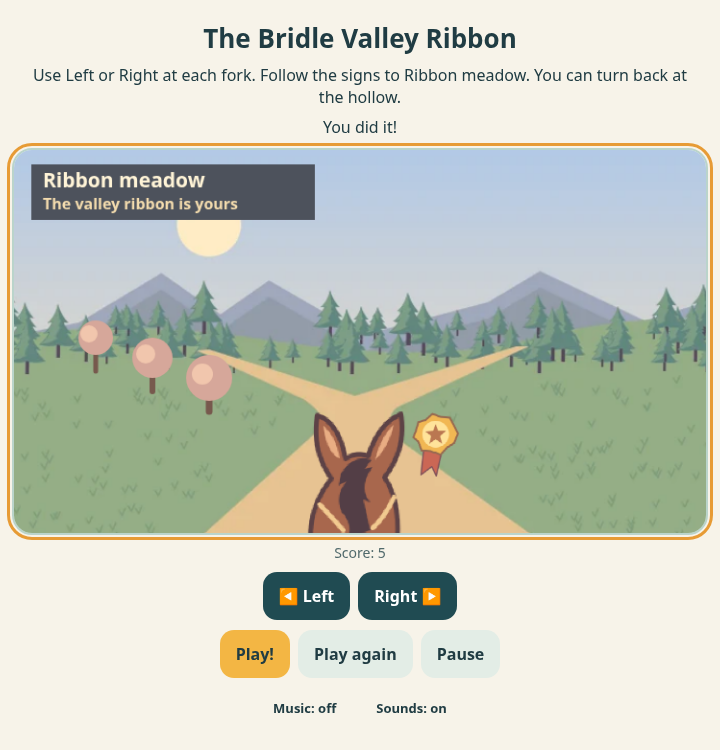 The Bridle Valley Ribbon
Use Left or Right at each fork. Follow the signs to Ribbon meadow. You can turn back at
the hollow.
You did it!
Ribbon meadow
The valley ribbon is yours
Score: 5
◀ Left
Right ▶
Play!
Play again
Pause
Music: off
Sounds: on